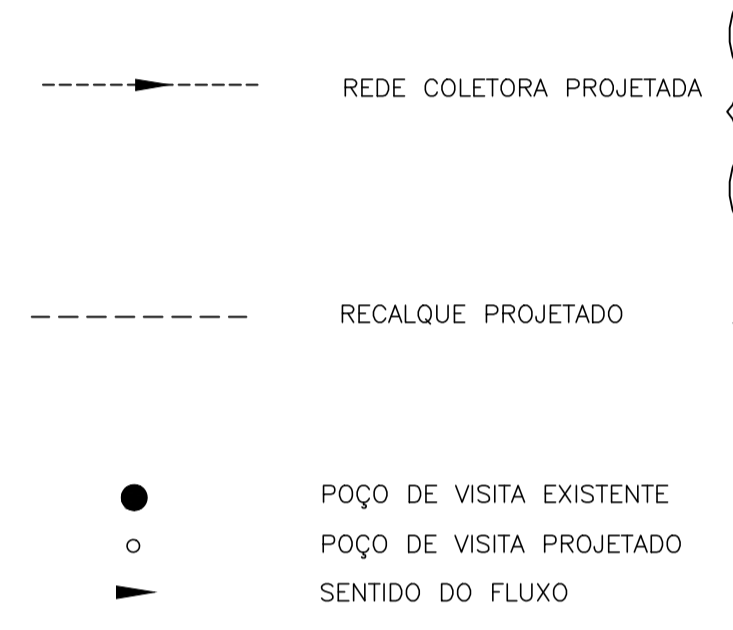 REDE COLETORA PROJETADA
RECALQUE PROJETADO
POÇO DE VISITA EXISTENTE
POÇO DE VISITA PROJETADO
SENTIDO DO FLUXO